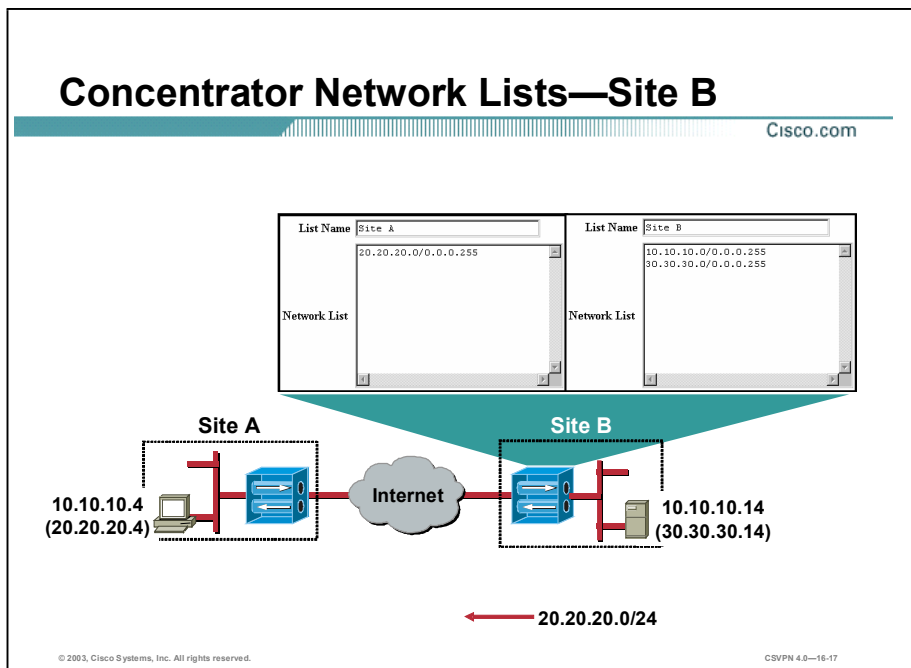 Concentrator Network Lists—Site B
Cisco.com
List Name Site A
20.20.20.0/0.0.0.255
Network List
List Name Site B
10.10.10.0/0.0.0.255
30.30.30.0/0.0.0.255
Network List
Site A
Site B
Internet
10.10.10.4
(20.20.20.4)
10.10.10.14
(30.30.30.14)
20.20.20.0/24
© 2003, Cisco Systems, Inc. All rights reserved.
CSVPN 4.0—16-17